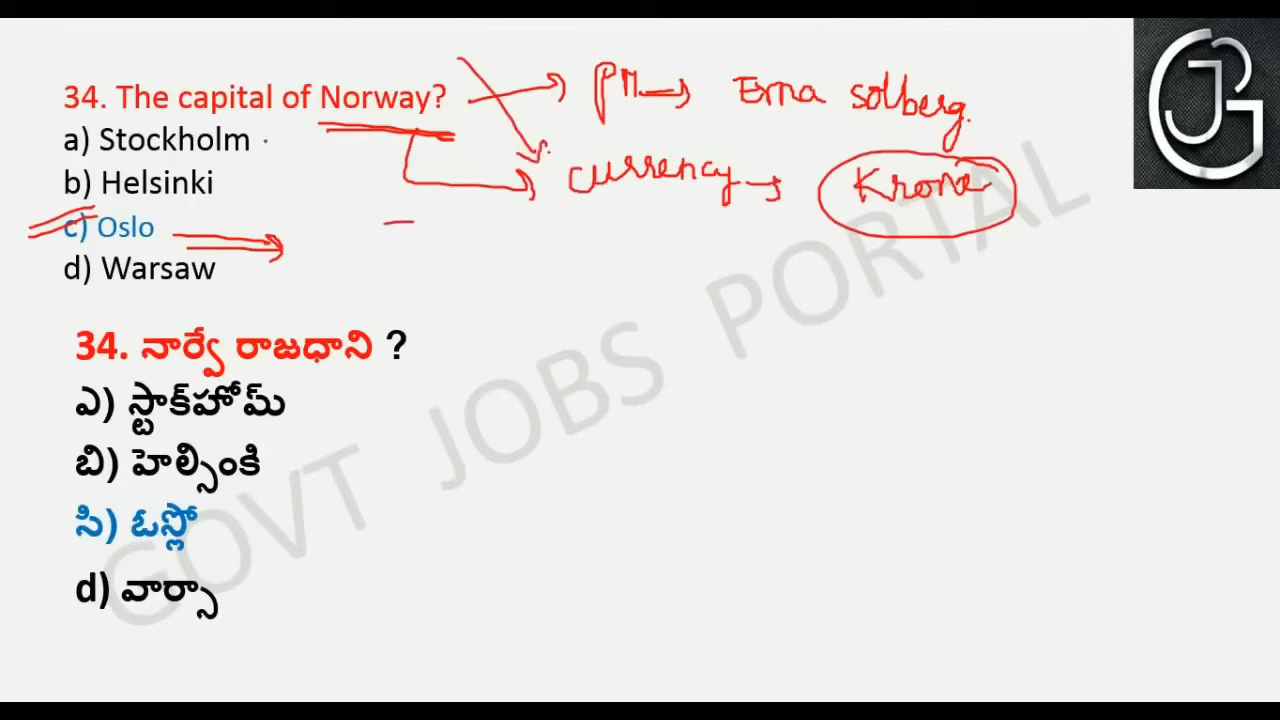 34. The capital of Norway?
a) Stockholm
b) Helsinki
c) Oslo
d) Warsaw
PM → Erna solberg.
currency → Krone
34. నార్వే రాజధాని ?
ఎ) స్టాక్‌హోమ్
బి) హెల్సింకి
సి) ఓస్లో
d) వార్సా
GOVT JOBS PORTAL
GJ